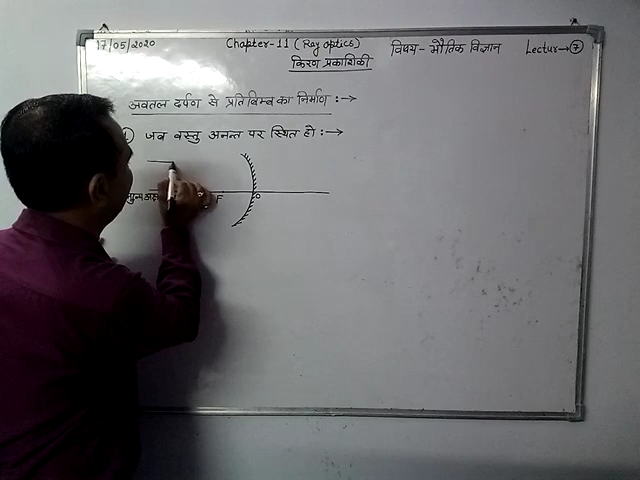 17/05/2020 Chapter-11 (Ray optics) विषय- भौतिक विज्ञान Lectur→7
किरण प्रकाशिकी
अवतल दर्पण से प्रतिबिम्ब का निर्माण :→
1 जब वस्तु अनन्त पर स्थित हो :→
F